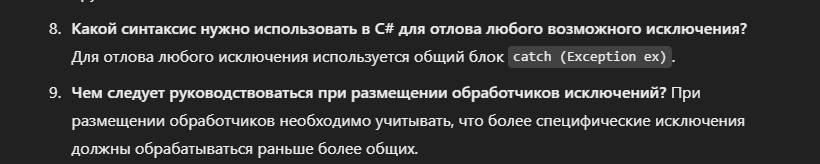 8. Какой синтаксис нужно использовать в C# для отлова любого возможного исключения?
Для отлова любого исключения используется общий блок catch (Exception ex).
9. Чем следует руководствоваться при размещении обработчиков исключений? При
размещении обработчиков необходимо учитывать, что более специфические исключения
должны обрабатываться раньше более общих.